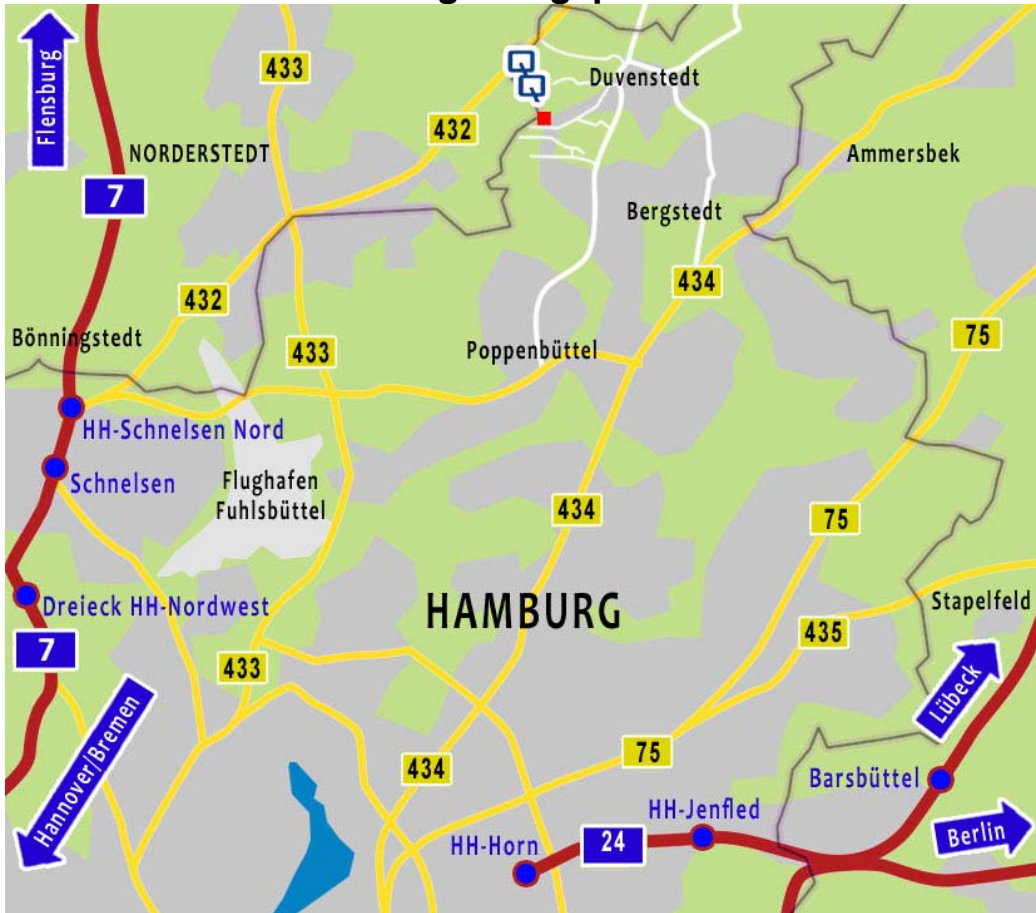 Flensburg
433
Duvenstedt
432
NORDERSTEDT
Ammersbek
7
Bergstedt
434
432
75
Bönningstedt
433
Poppenbüttel
HH-Schnelsen Nord
Schnelsen
Flughafen
Fuhlsbüttel
434
75
Dreieck HH-Nordwest
HAMBURG
Stapelfeld
435
7
433
Lübeck
Hannover/Bremen
75
434
Barsbüttel
HH-Jenfled
HH-Horn
24
Berlin